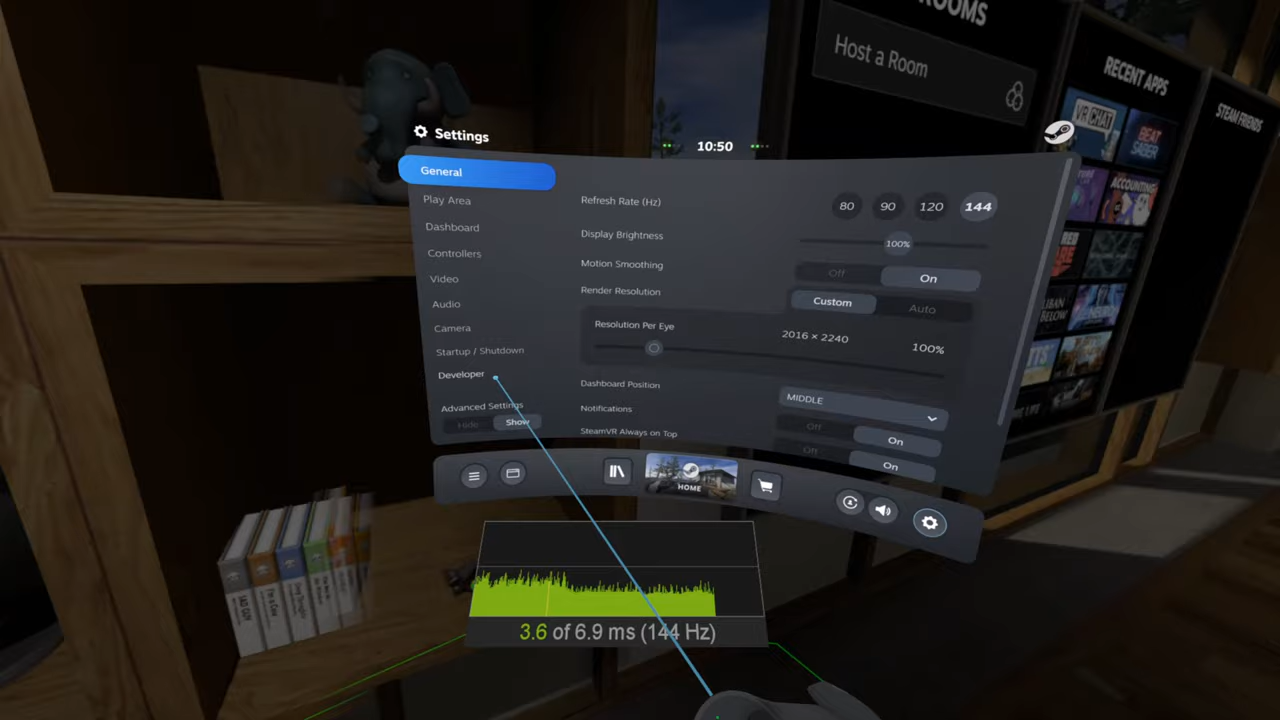 ROOMS
Host a Room
RECENT APPS
STEAM FRIENDS
VRCHAT
BEAT SABER
ACCOUNTING
Settings
10:50
General
Play Area
Dashboard
Controllers
Video
Audio
Camera
Startup / Shutdown
Developer
Advanced Settings
Hide Show
Refresh Rate (Hz) 80 90 120 144
Display Brightness 100%
Motion Smoothing Off On
Render Resolution Custom Auto
Resolution Per Eye 2016 × 2240 100%
Dashboard Position MIDDLE
Notifications Off On
SteamVR Always on Top Off On
HOME
3.6 of 6.9 ms (144 Hz)